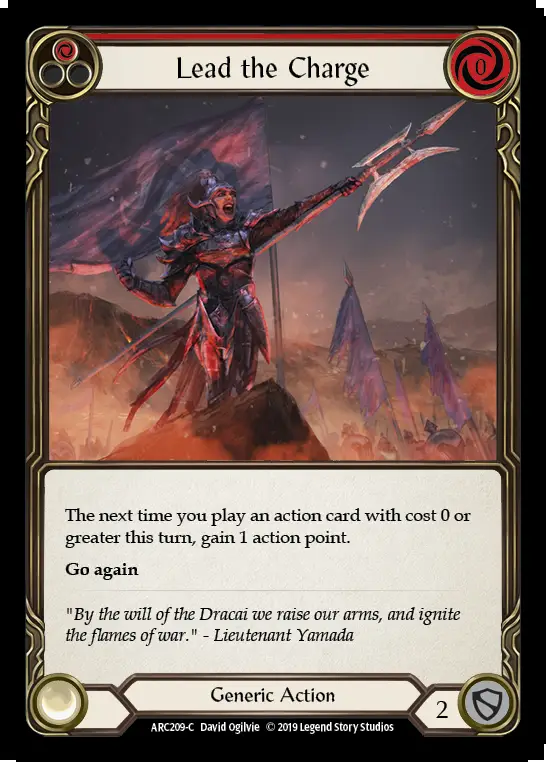 Lead the Charge
0
The next time you play an action card with cost 0 or
greater this turn, gain 1 action point.
Go again
"By the will of the Dracai we raise our arms, and ignite
the flames of war." - Lieutenant Yamada
Generic Action
2
ARC209-C David Ogilvie © 2019 Legend Story Studios